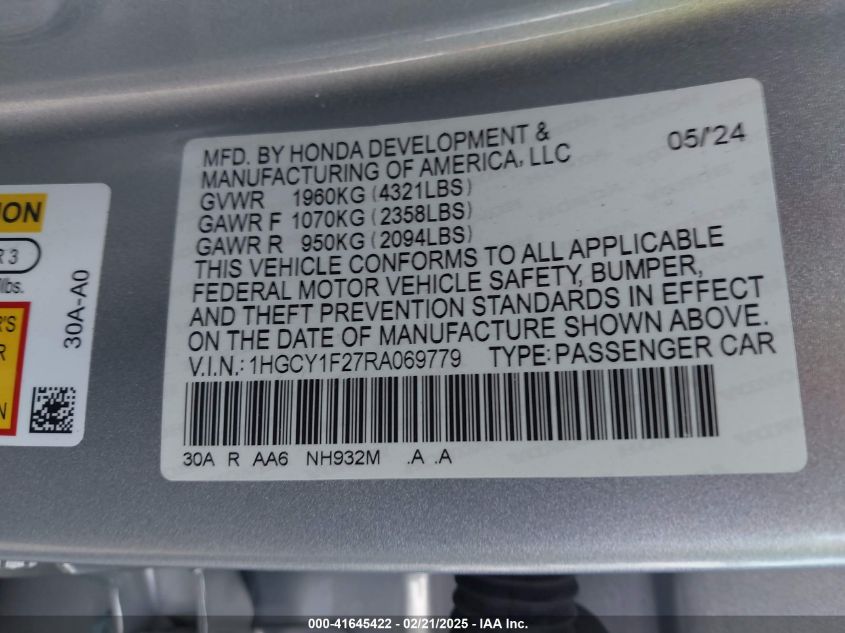 MFD. BY HONDA DEVELOPMENT & 05/'24
MANUFACTURING OF AMERICA, LLC
GVWR 1960KG (4321LBS)
GAWR F 1070KG (2358LBS)
GAWR R 950KG (2094LBS)
THIS VEHICLE CONFORMS TO ALL APPLICABLE
FEDERAL MOTOR VEHICLE SAFETY, BUMPER,
AND THEFT PREVENTION STANDARDS IN EFFECT
ON THE DATE OF MANUFACTURE SHOWN ABOVE.
V.I.N.: 1HGCY1F27RA069779 TYPE: PASSENGER CAR
30A R AA6 NH932M .A .A
ION
R 3
lbs.
R'S
R
N
30A-A0
000-41645422 - 02/21/2025 - IAA Inc.